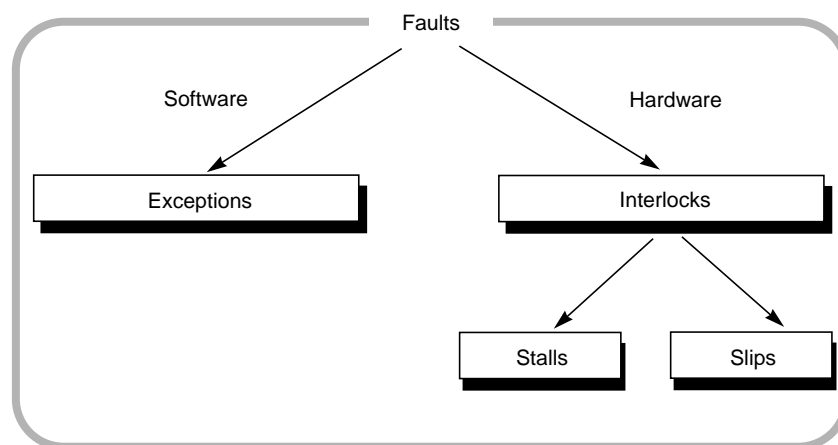 Faults
Software
Hardware
Exceptions
Interlocks
Stalls
Slips